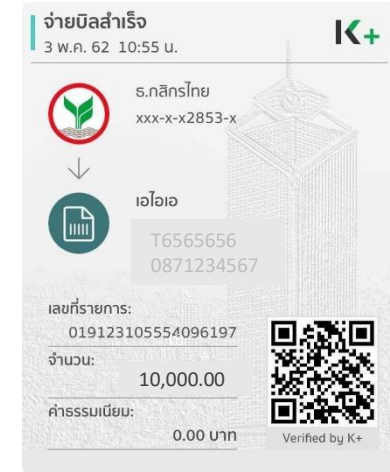 จ่ายบิลสำเร็จ
3 พ.ค. 62 10:55 น.
K+
ธ.กสิกรไทย
xxx-x-x2853-x
เอไอเอ
T6565656
0871234567
เลขที่รายการ:
019123105554096197
จำนวน:
10,000.00
ค่าธรรมเนียม:
0.00 บาท
Verified by K+